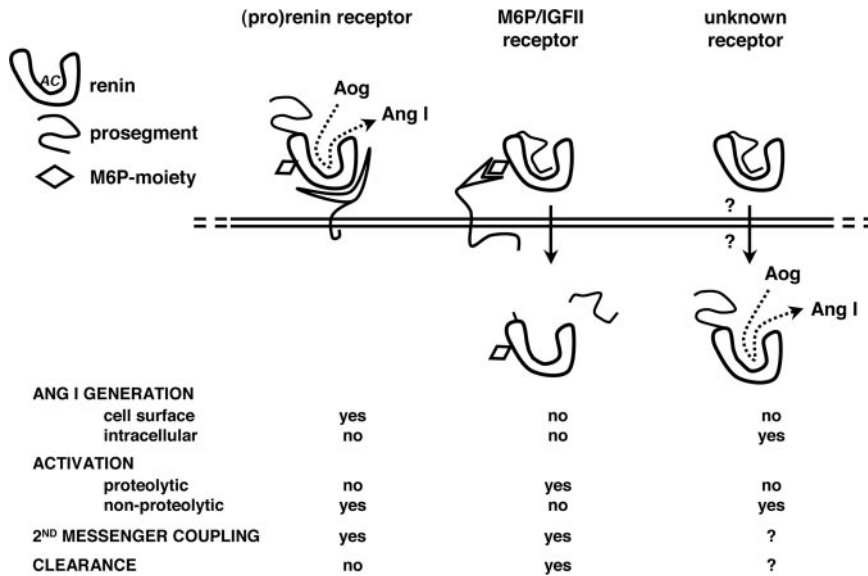 (pro)renin receptor
M6P/IGFII receptor
unknown receptor
AC
renin
prosegment
M6P-moiety
Aog
Ang I
?
?
Aog
Ang I
ANG I GENERATION
cell surface yes no no
intracellular no no yes
ACTIVATION
proteolytic no yes no
non-proteolytic yes no yes
2ND MESSENGER COUPLING yes yes ?
CLEARANCE no yes ?